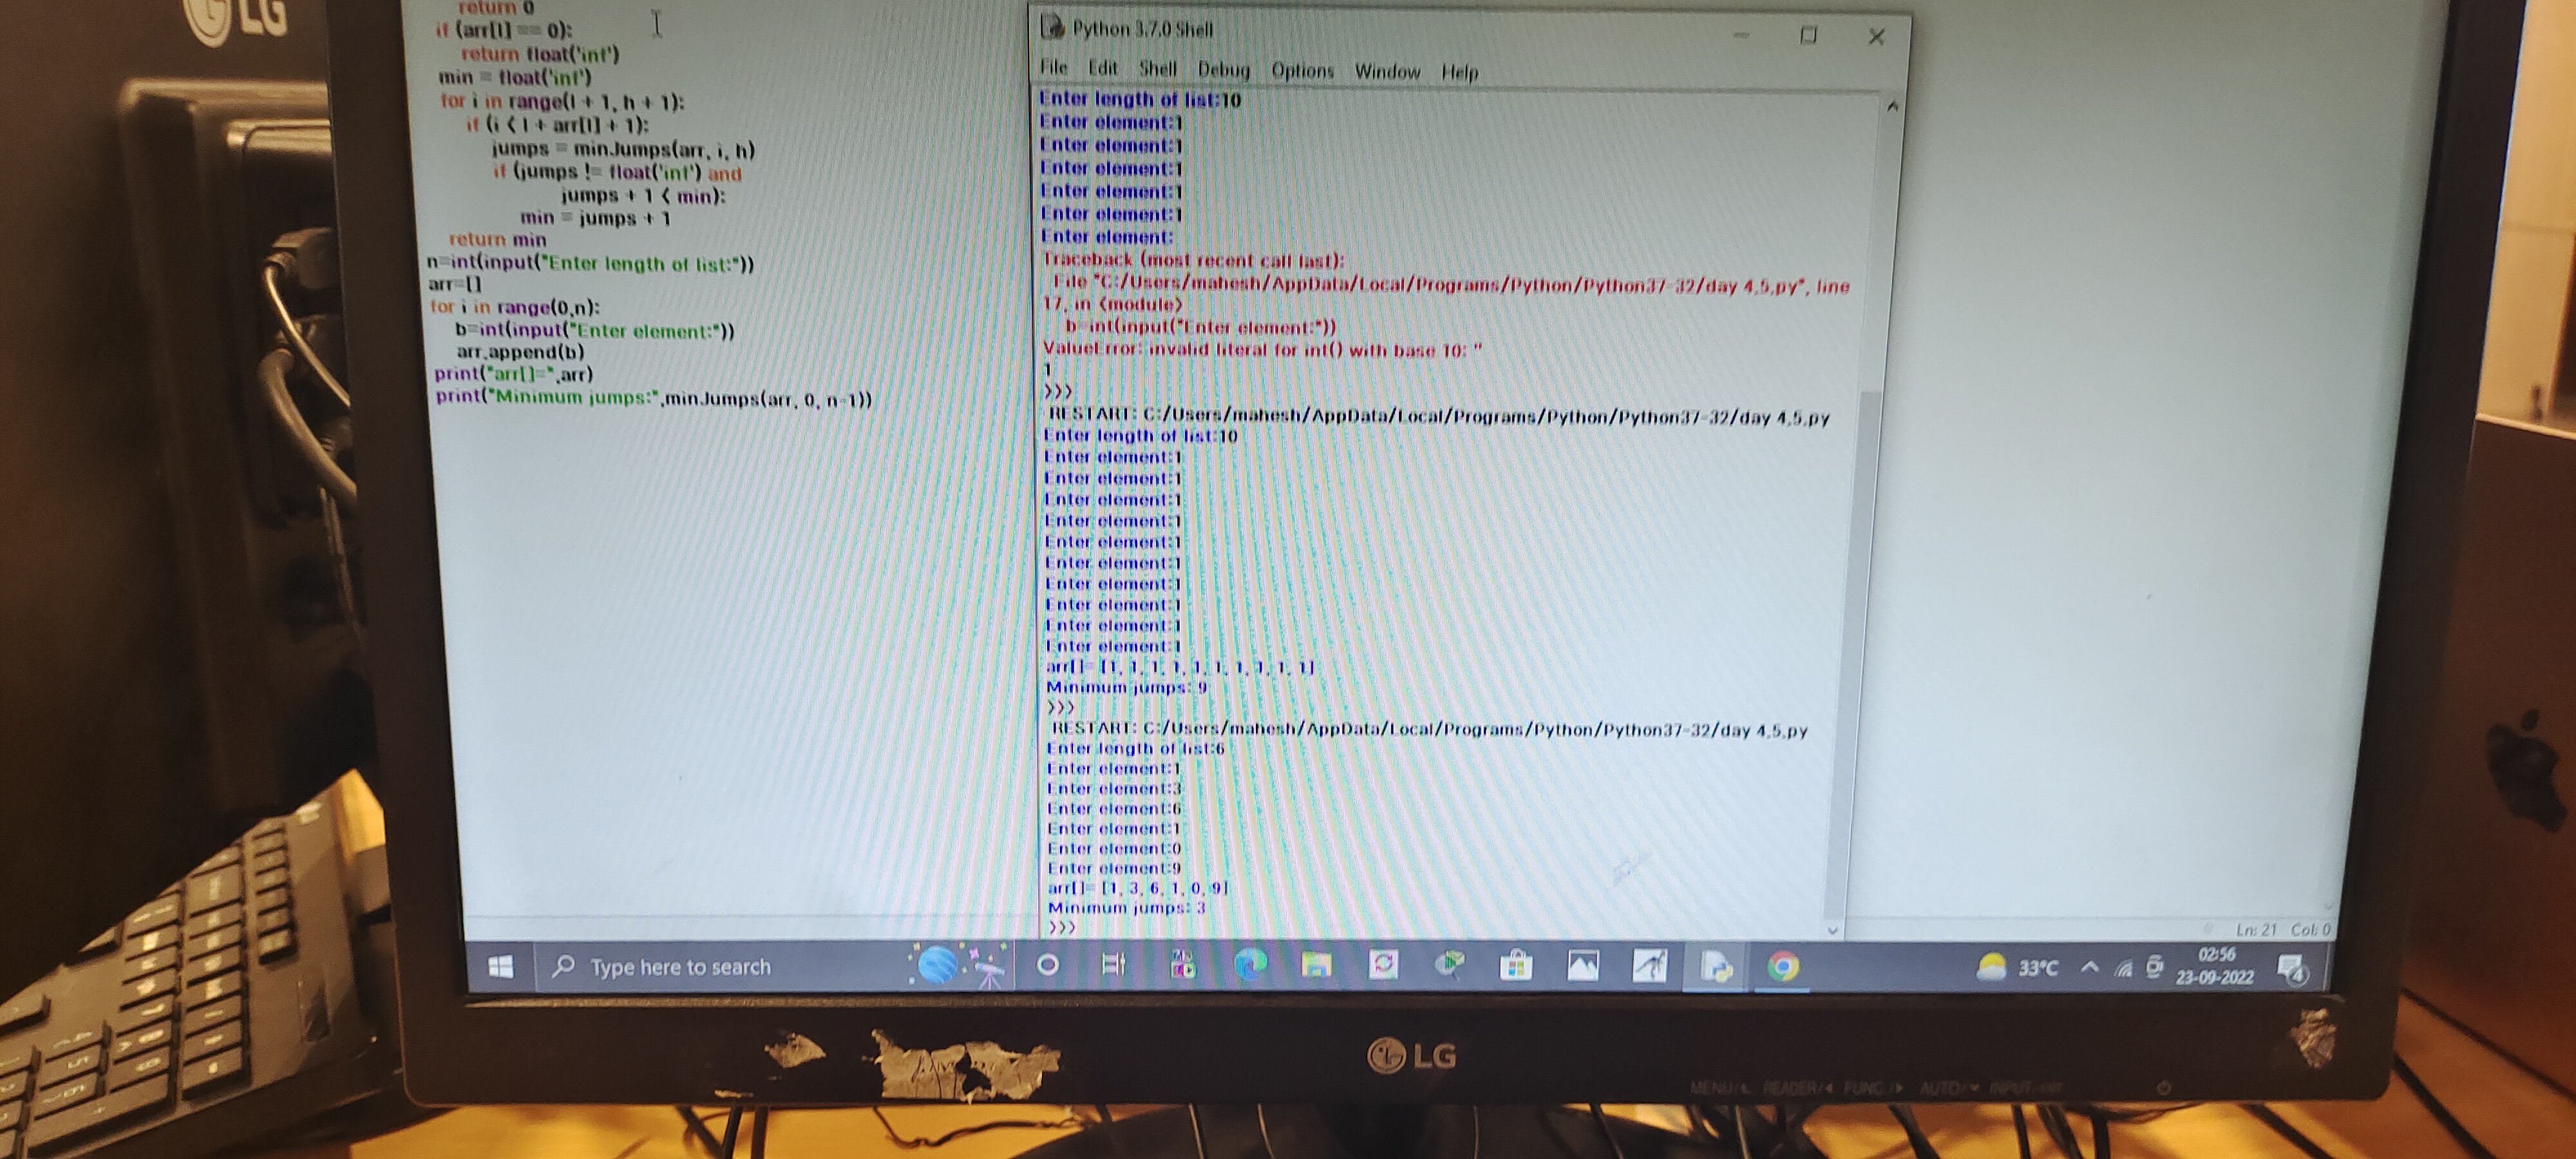 LG
return 0
if (arr[l] == 0):
return float('inf')
min = float('inf')
for i in range(l + 1, h + 1):
if (i < l + arr[l] + 1):
jumps = minJumps(arr, i, h)
if (jumps != float('inf') and
jumps + 1 < min):
min = jumps + 1
return min
n=int(input("Enter length of list:"))
arr=[]
for i in range(0,n):
b=int(input("Enter element:"))
arr.append(b)
print("arr[]=",arr)
print("Minimum jumps:",minJumps(arr, 0, n-1))
Python 3.7.0 Shell
File Edit Shell Debug Options Window Help
Enter length of list:10
Enter element:1
Enter element:1
Enter element:1
Enter element:1
Enter element:1
Enter element:
Traceback (most recent call last):
File "C:/Users/mahesh/AppData/Local/Programs/Python/Python37-32/day 4,5.py", line
17, in <module>
b=int(input("Enter element:"))
ValueError: invalid literal for int() with base 10: ''
1
>>>
RESTART: C:/Users/mahesh/AppData/Local/Programs/Python/Python37-32/day 4,5.py
Enter length of list:10
Enter element:1
Enter element:1
Enter element:1
Enter element:1
Enter element:1
Enter element:1
Enter element:1
Enter element:1
Enter element:1
Enter element:1
arr[]= [1, 1, 1, 1, 1, 1, 1, 1, 1, 1]
Minimum jumps: 9
>>>
RESTART: C:/Users/mahesh/AppData/Local/Programs/Python/Python37-32/day 4,5.py
Enter length of list:6
Enter element:1
Enter element:3
Enter element:6
Enter element:1
Enter element:0
Enter element:9
arr[]= [1, 3, 6, 1, 0, 9]
Minimum jumps: 3
>>>
Ln: 21 Col: 0
Type here to search
33°C
02:56
23-09-2022
4
LG
MENU READER FUNC AUTO INPUT